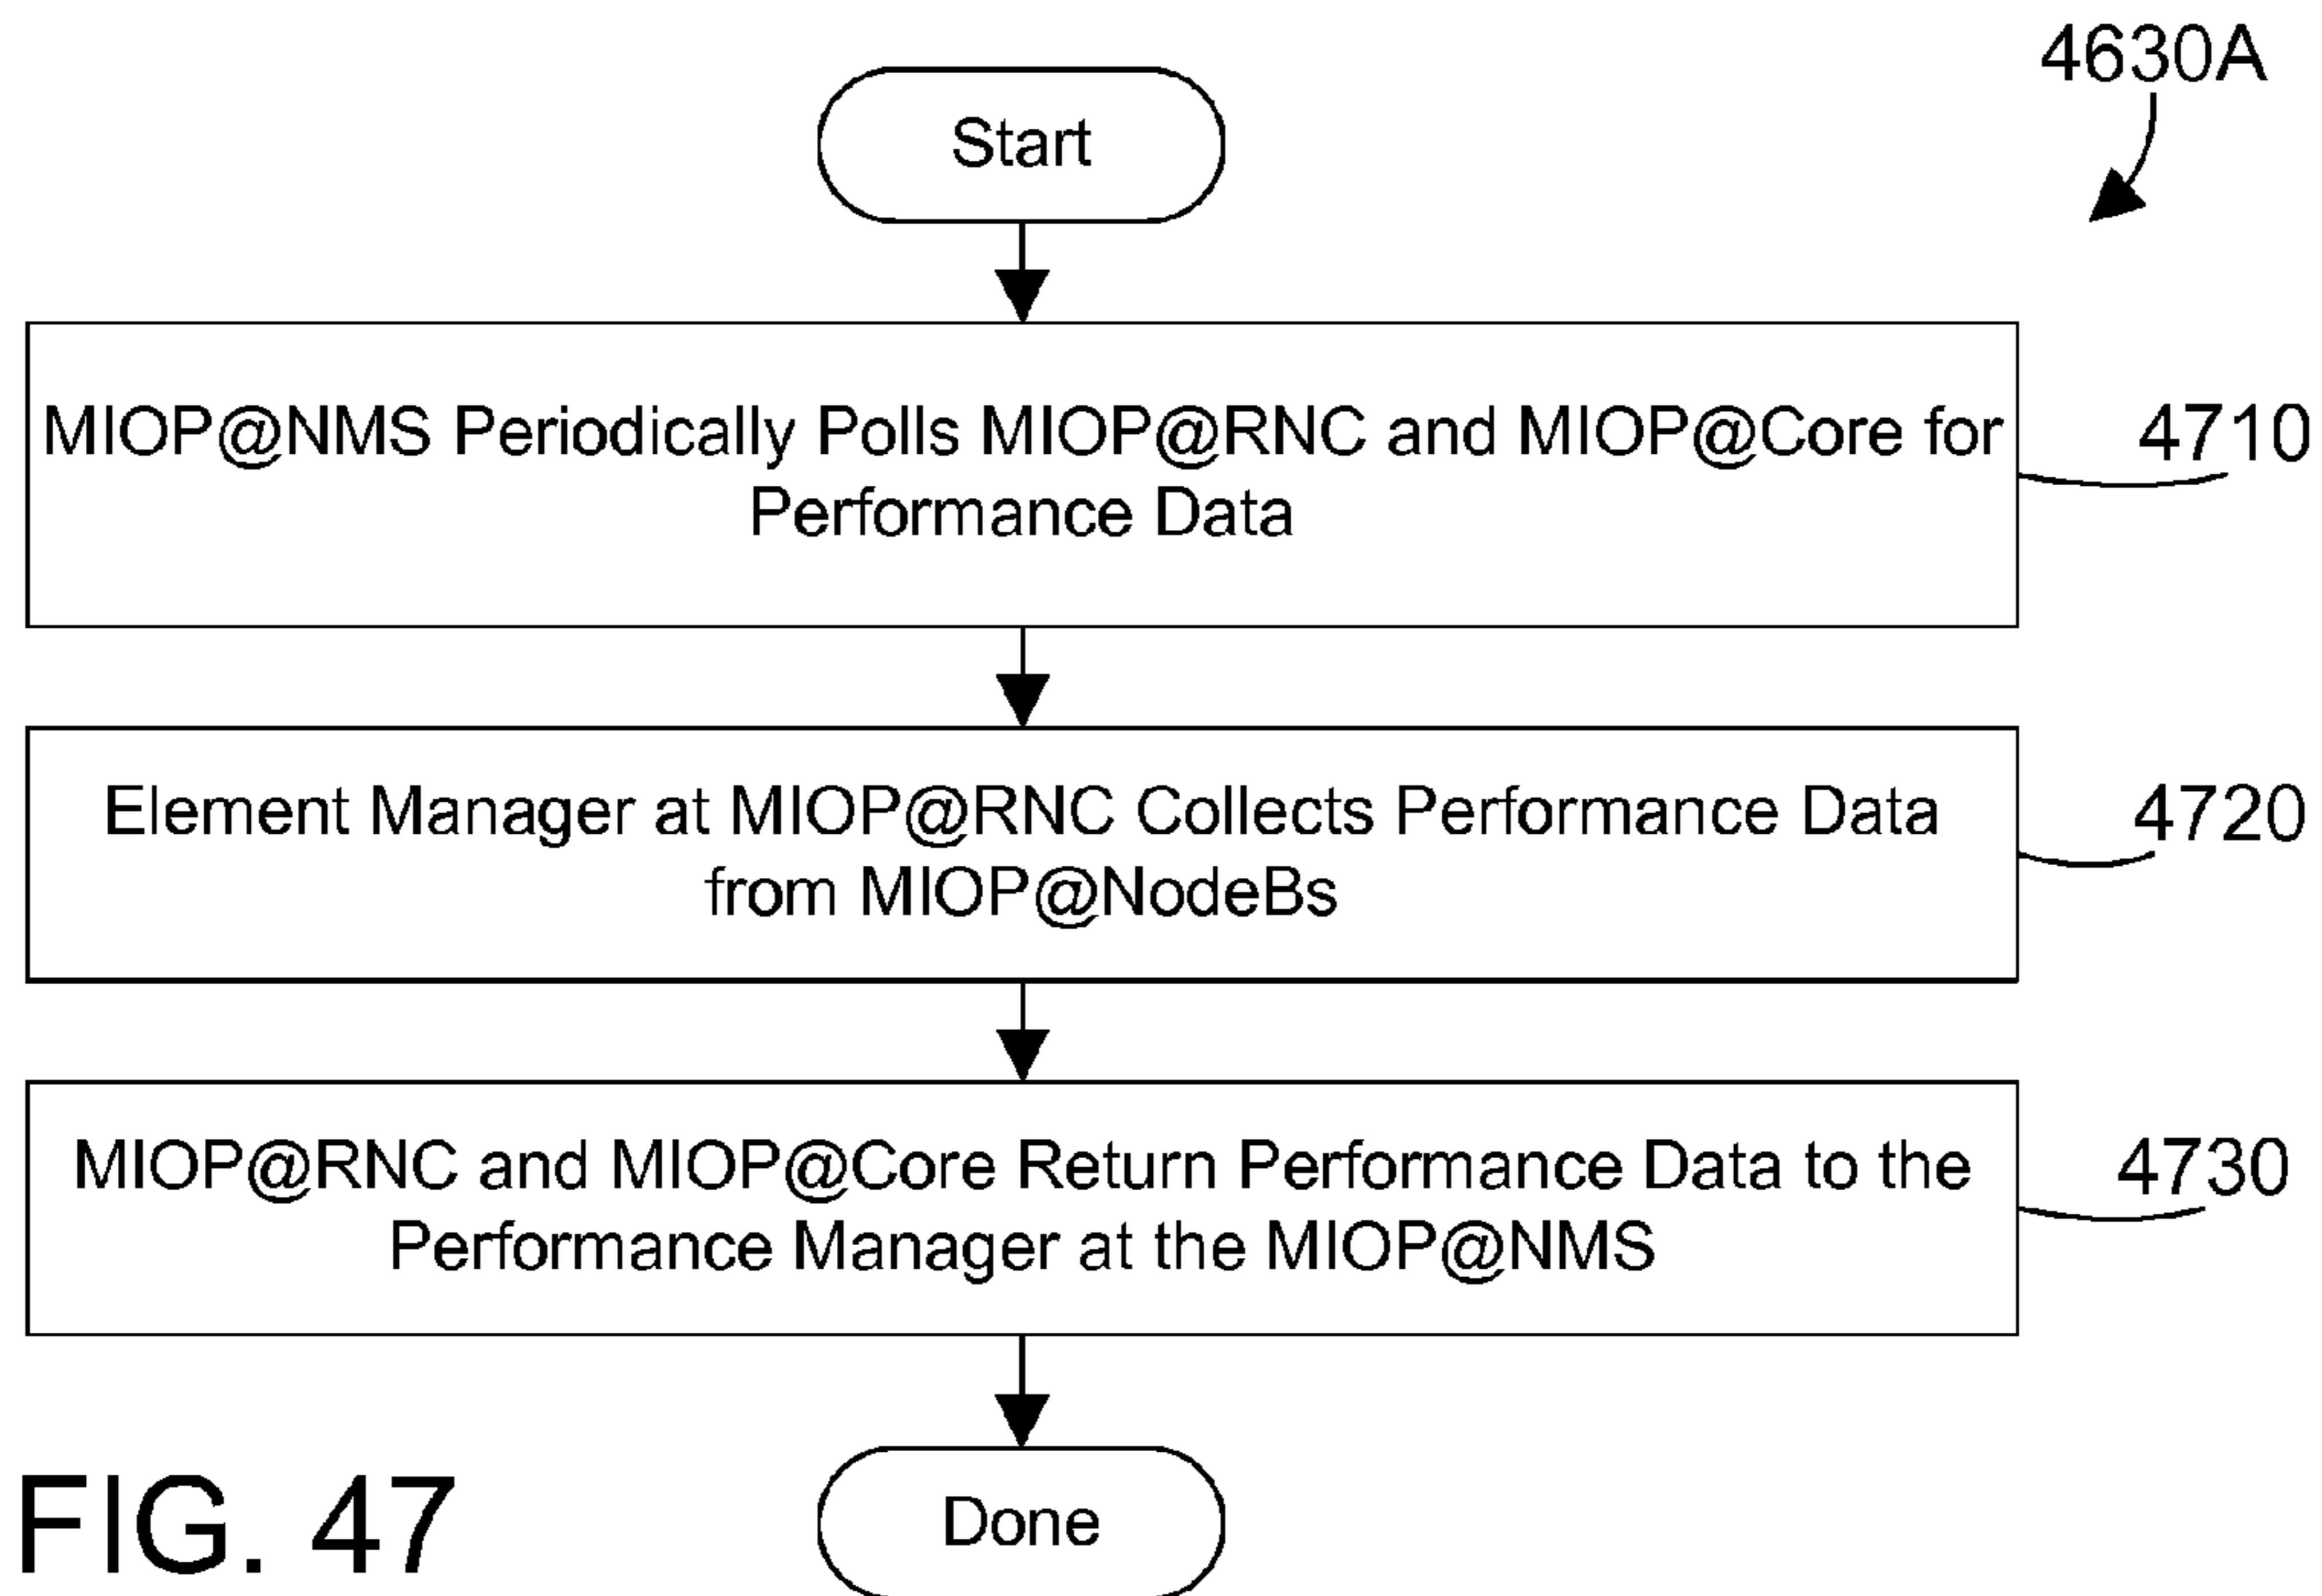 4630A
Start
MIOP@NMS Periodically Polls MIOP@RNC and MIOP@Core for
Performance Data
4710
Element Manager at MIOP@RNC Collects Performance Data
from MIOP@NodeBs
4720
MIOP@RNC and MIOP@Core Return Performance Data to the
Performance Manager at the MIOP@NMS
4730
Done
FIG. 47